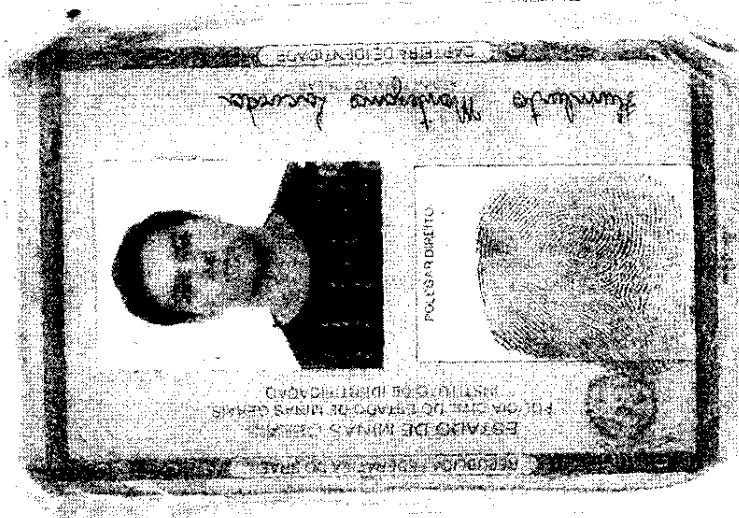 REPÚBLICA FEDERATIVA DO BRASIL
ESTADO DE MINAS GERAIS
POLÍCIA CIVIL DO ESTADO DE MINAS GERAIS
INSTITUTO DE IDENTIFICAÇÃO
POLEGAR DIREITO
Humberto
CARTEIRA DE IDENTIDADE